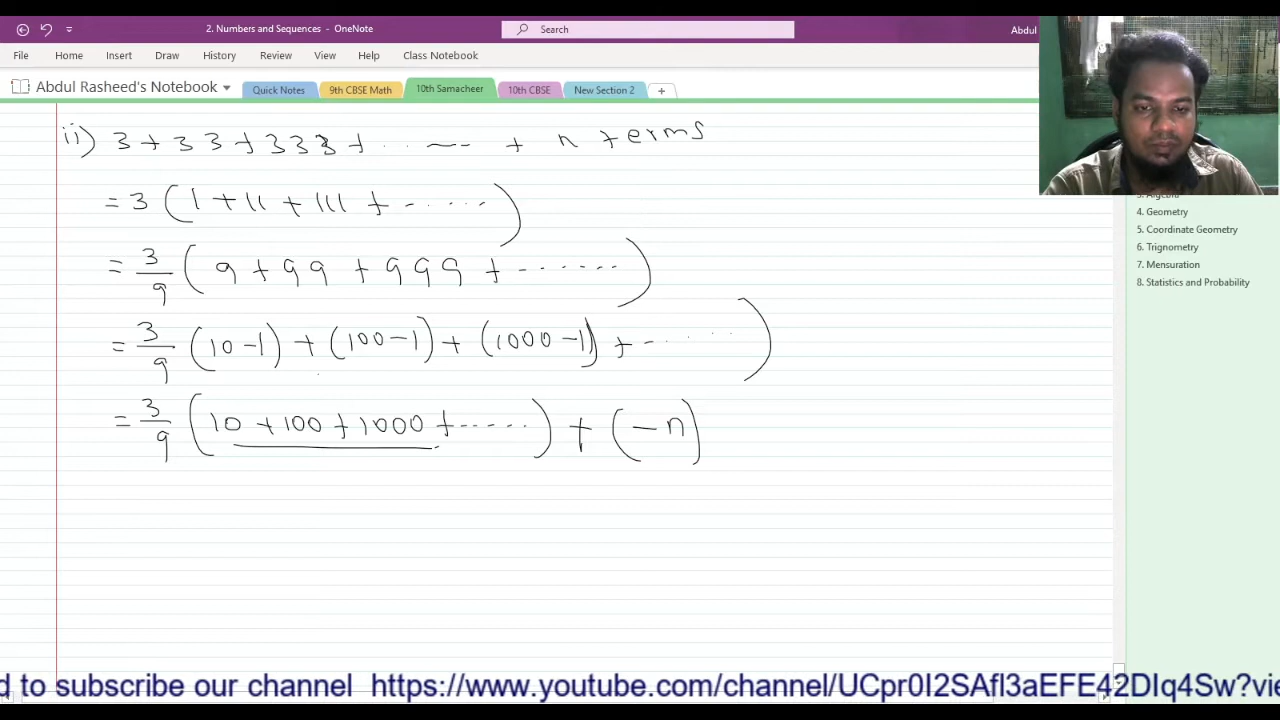 2. Numbers and Sequences - OneNote
Search
Abdul
File Home Insert Draw History Review View Help Class Notebook
Abdul Rasheed's Notebook
Quick Notes
9th CBSE Math
10th Samacheer
10th CBSE
New Section 2
ii) 3 + 33 + 333 + ........ + n terms
= 3 (1 + 11 + 111 + ......)
= 3/9 (9 + 99 + 999 + .......)
= 3/9 (10 - 1) + (100 - 1) + (1000 - 1) + ......)
= 3/9 (10 + 100 + 1000 + ......) + (-n)
4. Geometry
5. Coordinate Geometry
6. Trignometry
7. Mensuration
8. Statistics and Probability
d to subscribe our channel https://www.youtube.com/channel/UCpr0I2SAfl3aEFE42DIq4Sw?vie